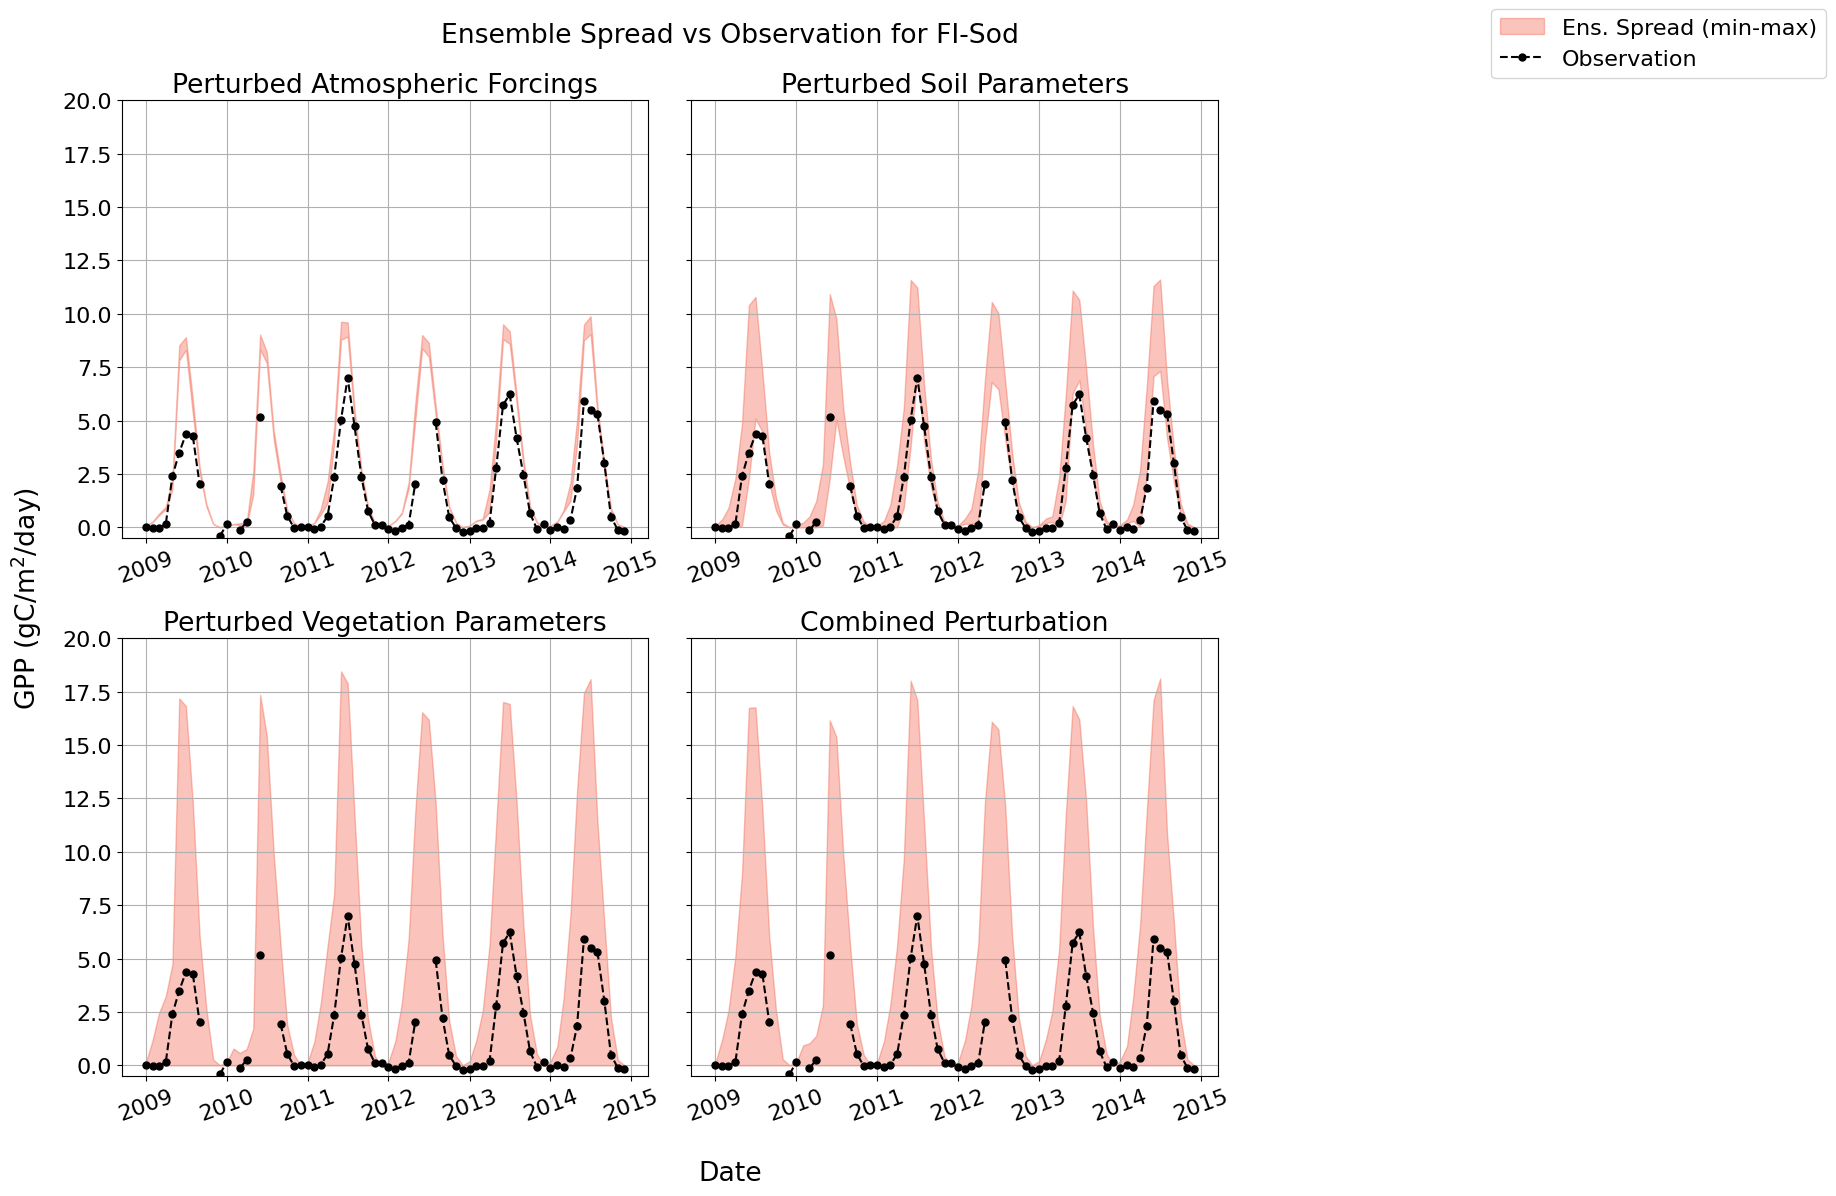 Ensemble Spread vs Observation for FI-Sod
Ens. Spread (min-max)
Observation
Perturbed Atmospheric Forcings
Perturbed Soil Parameters
20.0
17.5
15.0
12.5
10.0
7.5
5.0
2.5
0.0
2009 2010 2011 2012 2013 2014 2015
2009 2010 2011 2012 2013 2014 2015
GPP (gC/m²/day)
Perturbed Vegetation Parameters
Combined Perturbation
20.0
17.5
15.0
12.5
10.0
7.5
5.0
2.5
0.0
2009 2010 2011 2012 2013 2014 2015
2009 2010 2011 2012 2013 2014 2015
Date